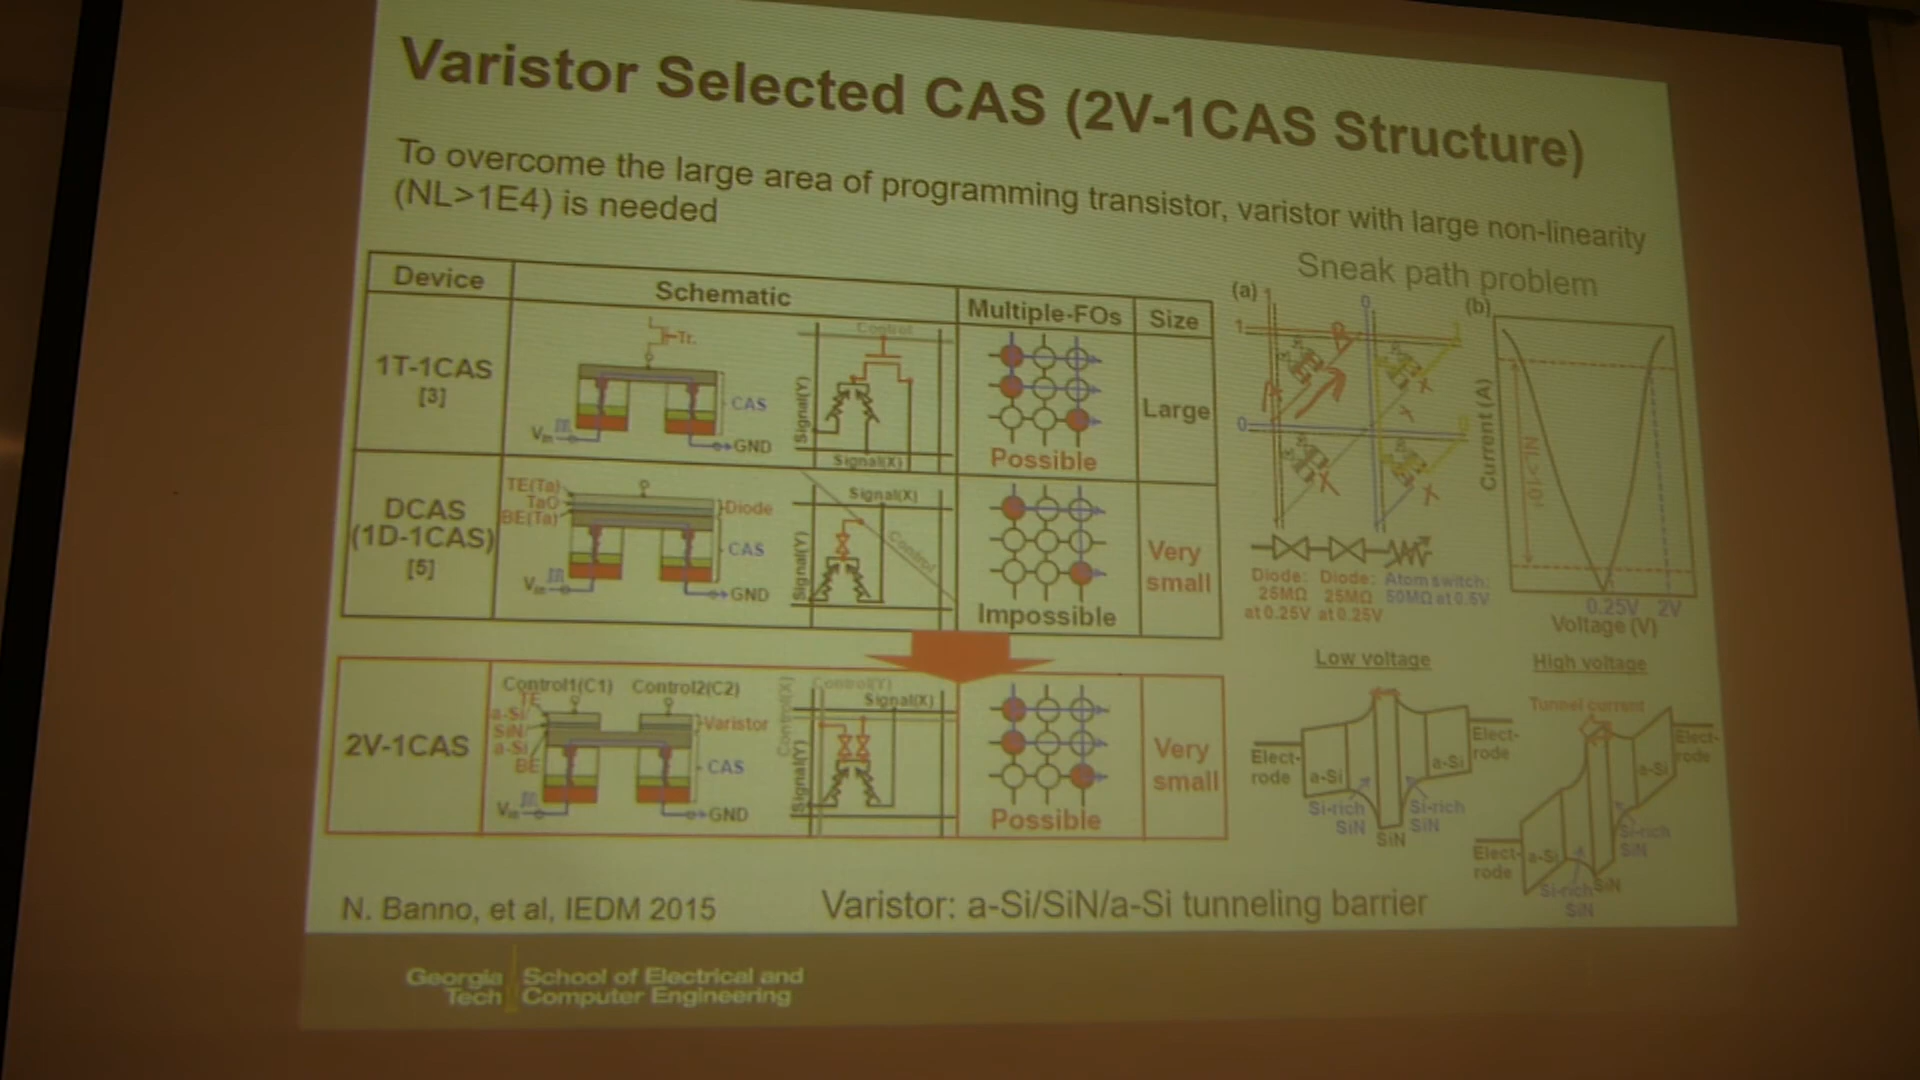 Varistor Selected CAS (2V-1CAS Structure)
To overcome the large area of programming transistor, varistor with large non-linearity
(NL>1E4) is needed
Sneak path problem
Device
Schematic
Multiple-FOs
Size
1T-1CAS
[3]
Tr.
CAS
Vin
GND
Control
Signal(Y)
Signal(X)
Possible
Large
DCAS
(1D-1CAS)
[5]
TE(Ta)
TaO
BE(Ta)
Diode
CAS
Vin
GND
Signal(X)
Signal(Y)
Control
Impossible
Very
small
2V-1CAS
Control1(C1)
Control2(C2)
TE
a-Si
SiN
a-Si
BE
Varistor
CAS
Vin
GND
Control(X)
Control(Y)
Signal(X)
Signal(Y)
Possible
Very
small
(a)
1
0
0
(b)
Current (A)
0.25V 2V
Voltage (V)
Diode:
25MΩ
at 0.25V
Diode:
25MΩ
at 0.25V
Atom switch:
50MΩ at 0.5V
Low voltage
Elect-
rode
a-Si
Si-rich
SiN
SiN
Si-rich
SiN
a-Si
Elect-
rode
High voltage
Tunnel current
Elect-
rode
a-Si
Si-rich
SiN
SiN
Si-rich
SiN
a-Si
Elect-
rode
N. Banno, et al, IEDM 2015
Varistor: a-Si/SiN/a-Si tunneling barrier
Georgia
Tech
School of Electrical and
Computer Engineering